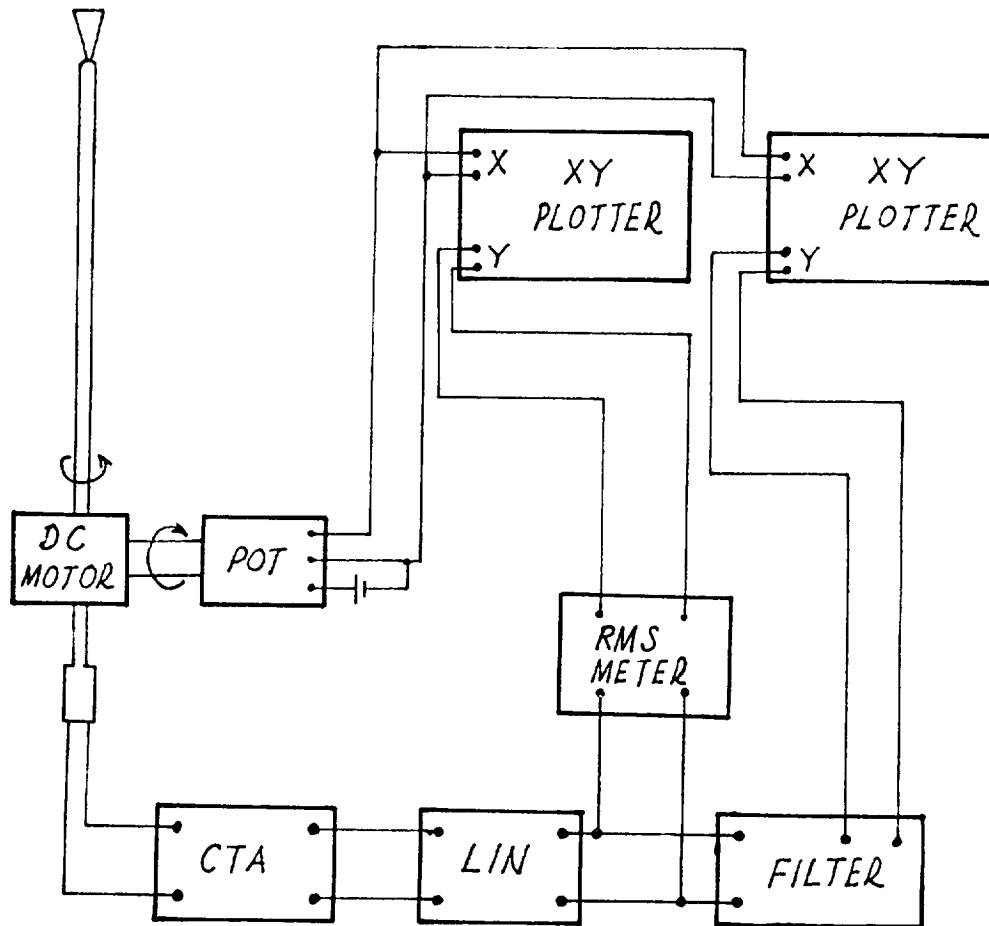 X
XY
PLOTTER
Y
X
XY
PLOTTER
Y
DC
MOTOR
POT
RMS
METER
CTA
LIN
FILTER